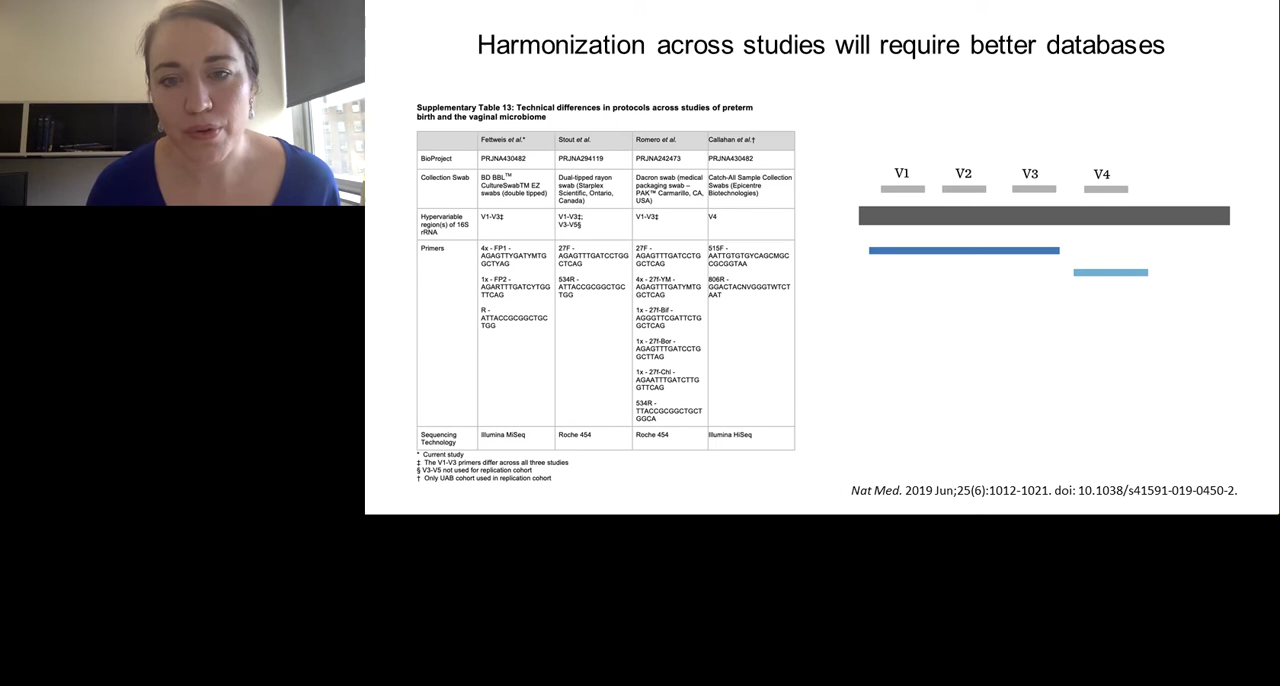 Harmonization across studies will require better databases
Supplementary Table 13: Technical differences in protocols across studies of preterm
birth and the vaginal microbiome
Fettweis et al.* Stout et al. Romero et al. Callahan et al.†
BioProject PRJNA430482 PRJNA294119 PRJNA242473 PRJNA430482
Collection Swab BD BBL™ Dual-tipped rayon Dacron swab (medical Catch-All Sample Collection
CultureSwabTM EZ swab (Starplex packaging swab – Swabs (Epicentre
swabs (double tipped) Scientific, Ontario, PAK™ Carmarillo, CA, Biotechnologies)
Canada) USA)
Hypervariable V1-V3‡ V1-V3‡; V1-V3‡ V4
region(s) of 16S V3-V5§
rRNA
Primers 4x - FP1 - 27F - 27F - 515F -
AGAGTTYGATYMTG AGAGTTTGATCCTGG AGAGTTTGATCCTG AATTGTGTGYCAGCMGC
GCTYAG CTCAG GCTCAG CGCGGTAA
1x - FP2 - 534R - 4x - 27f-YM - 806R -
AGARTTTGATCYTGG ATTACCGCGGCTGC AGAGTTTGATYMTG GGACTACNVGGGTWTCT
TTCAG TGG GCTCAG AAT
R - 1x - 27f-Bif -
ATTACCGCGGCTGC AGGGTTCGATTCTG
TGG GCTCAG
1x - 27f-Bor -
AGAGTTTGATCCTG
GCTTAG
1x - 27f-Chl -
AGAATTTGATCTTG
GTTCAG
534R -
TTACCGCGGCTGCT
GGCA
Sequencing Illumina MiSeq Roche 454 Roche 454 Illumina HiSeq
Technology
* Current study
‡ The V1-V3 primers differ across all three studies
§ V3-V5 not used for replication cohort
† Only UAB cohort used in replication cohort
V1 V2 V3 V4
Nat Med. 2019 Jun;25(6):1012-1021. doi: 10.1038/s41591-019-0450-2.